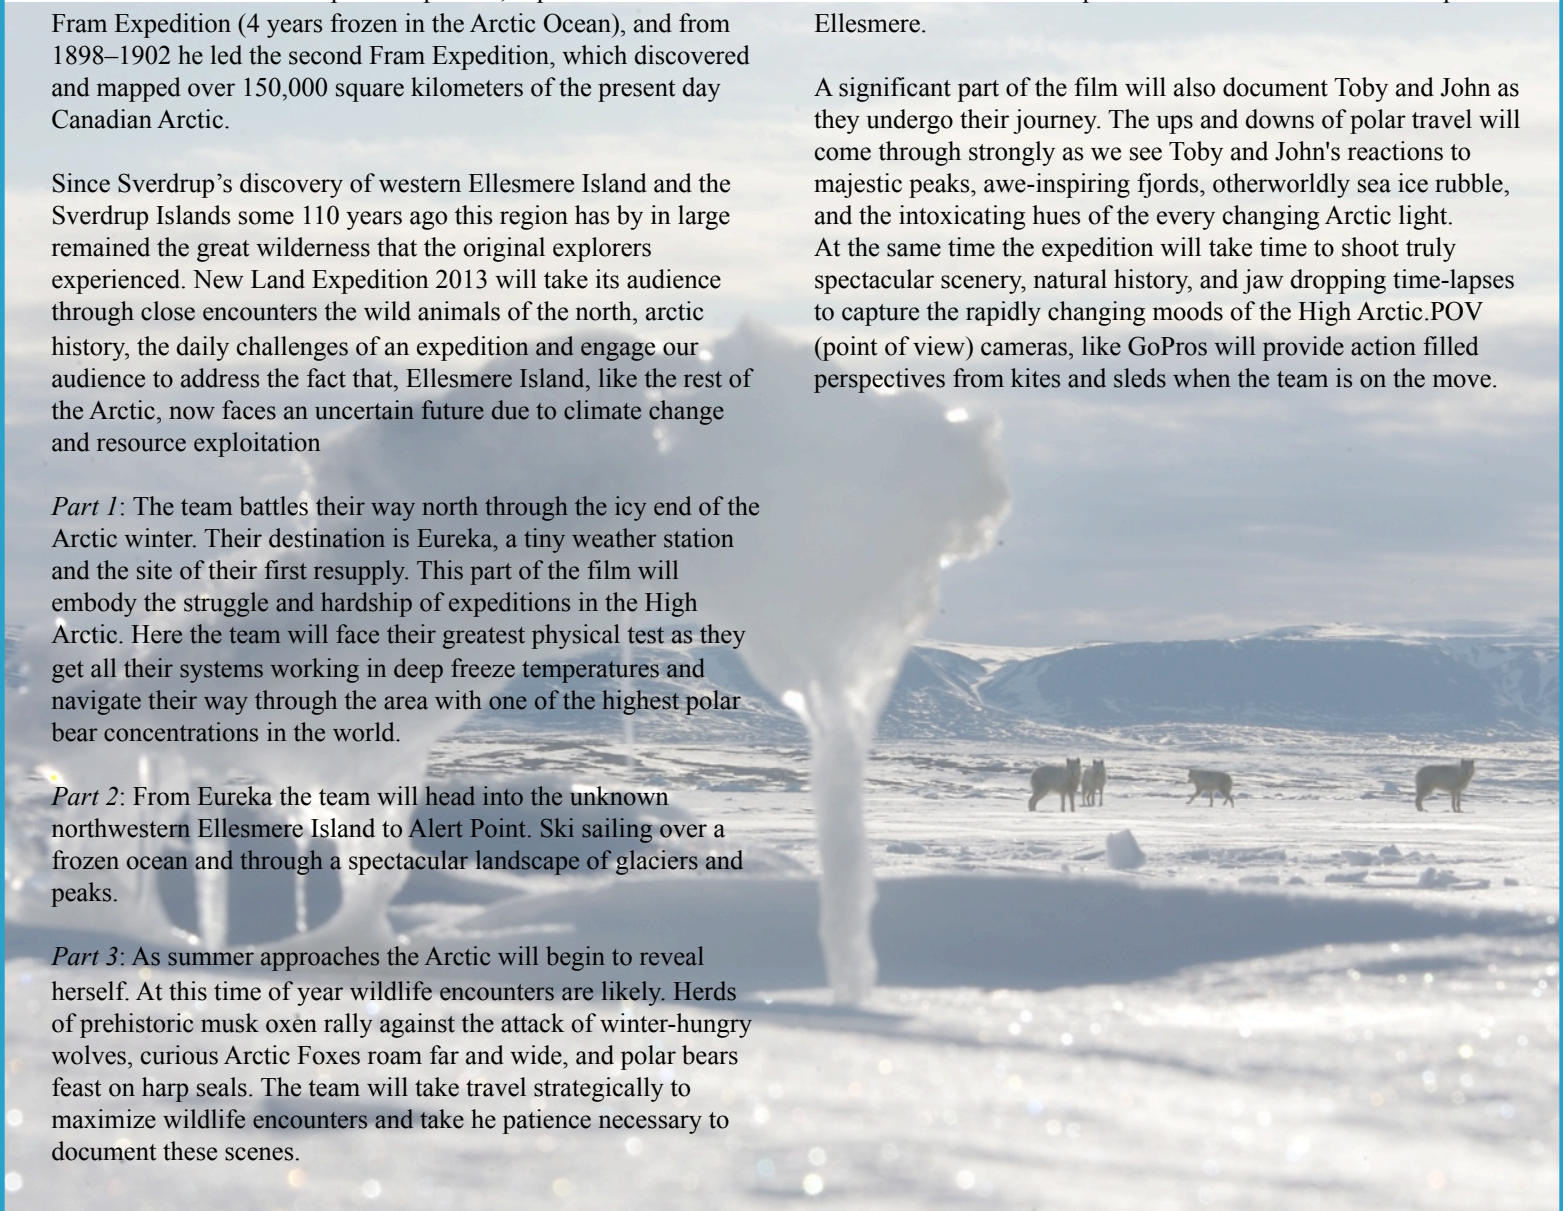 Fram Expedition (4 years frozen in the Arctic Ocean), and from
1898–1902 he led the second Fram Expedition, which discovered
and mapped over 150,000 square kilometers of the present day
Canadian Arctic.
Since Sverdrup’s discovery of western Ellesmere Island and the
Sverdrup Islands some 110 years ago this region has by in large
remained the great wilderness that the original explorers
experienced. New Land Expedition 2013 will take its audience
through close encounters the wild animals of the north, arctic
history, the daily challenges of an expedition and engage our
audience to address the fact that, Ellesmere Island, like the rest of
the Arctic, now faces an uncertain future due to climate change
and resource exploitation
Part 1: The team battles their way north through the icy end of the
Arctic winter. Their destination is Eureka, a tiny weather station
and the site of their first resupply. This part of the film will
embody the struggle and hardship of expeditions in the High
Arctic. Here the team will face their greatest physical test as they
get all their systems working in deep freeze temperatures and
navigate their way through the area with one of the highest polar
bear concentrations in the world.
Part 2: From Eureka the team will head into the unknown
northwestern Ellesmere Island to Alert Point. Ski sailing over a
frozen ocean and through a spectacular landscape of glaciers and
peaks.
Part 3: As summer approaches the Arctic will begin to reveal
herself. At this time of year wildlife encounters are likely. Herds
of prehistoric musk oxen rally against the attack of winter-hungry
wolves, curious Arctic Foxes roam far and wide, and polar bears
feast on harp seals. The team will take travel strategically to
maximize wildlife encounters and take he patience necessary to
document these scenes.
Ellesmere.
A significant part of the film will also document Toby and John as
they undergo their journey. The ups and downs of polar travel will
come through strongly as we see Toby and John's reactions to
majestic peaks, awe-inspiring fjords, otherworldly sea ice rubble,
and the intoxicating hues of the every changing Arctic light.
At the same time the expedition will take time to shoot truly
spectacular scenery, natural history, and jaw dropping time-lapses
to capture the rapidly changing moods of the High Arctic.POV
(point of view) cameras, like GoPros will provide action filled
perspectives from kites and sleds when the team is on the move.